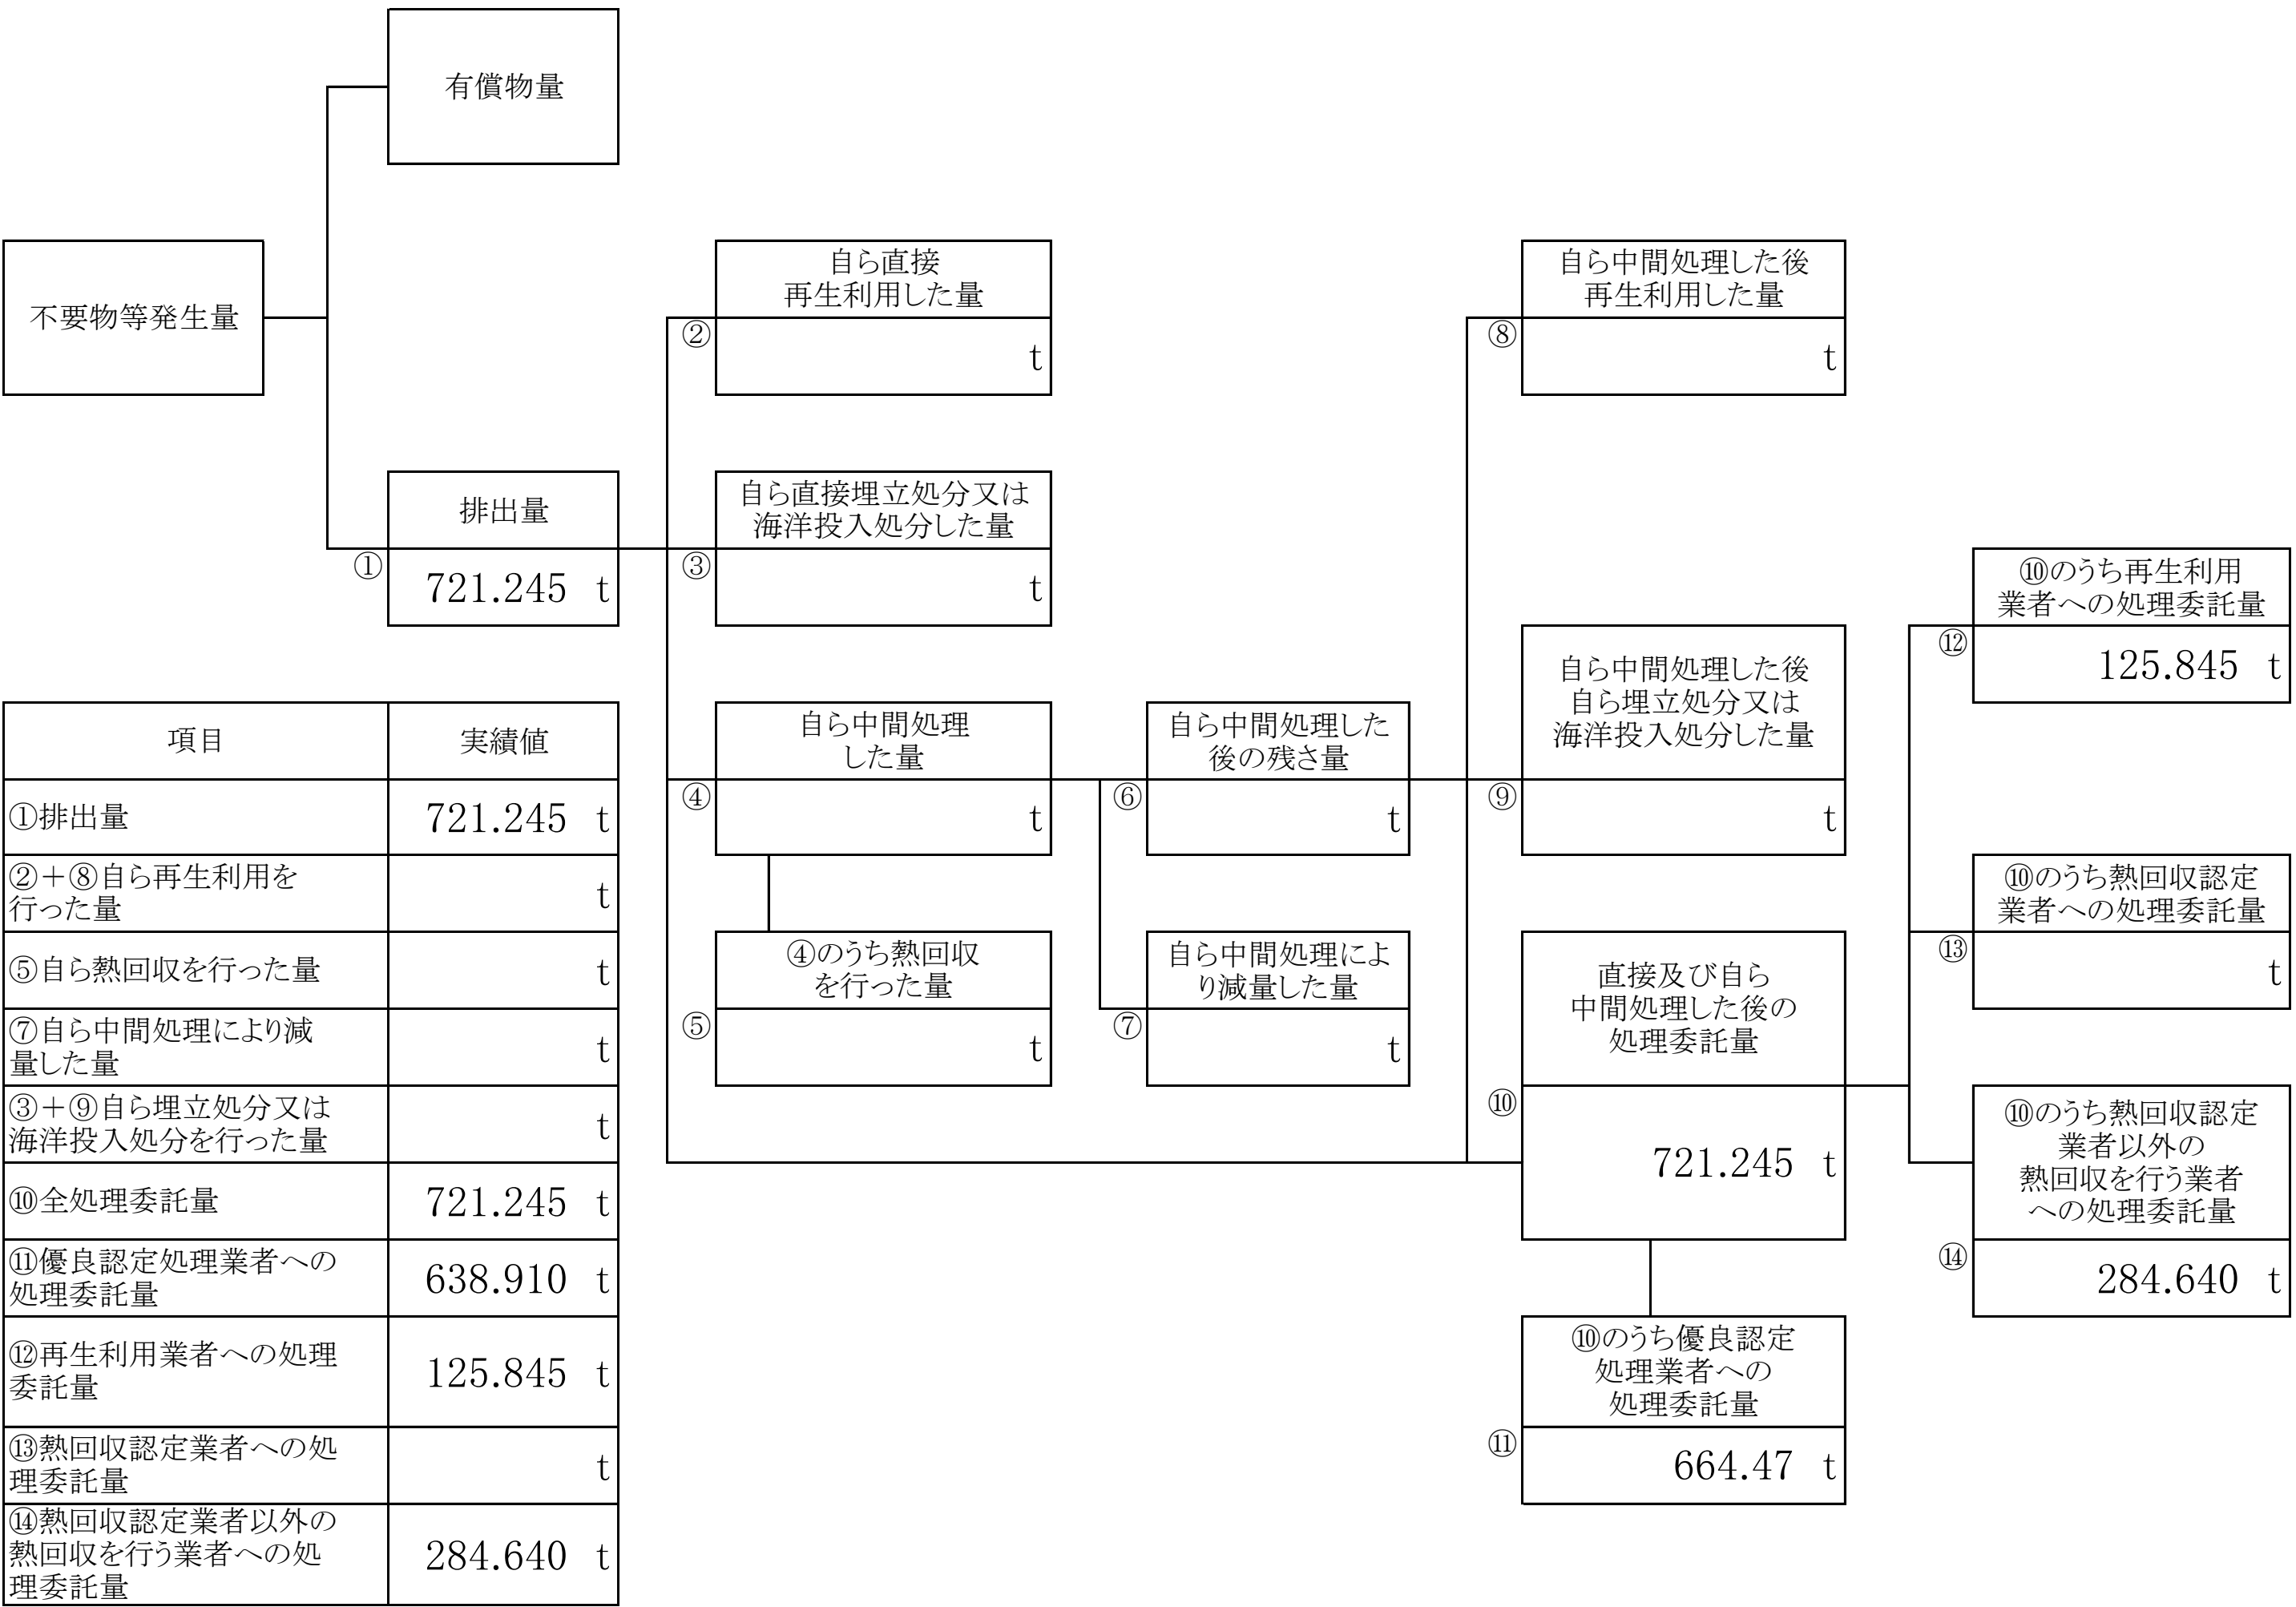 有償物量
不要物等発生量
自ら直接
再生利用した量
②
t
自ら中間処理した後
再生利用した量
⑧
t
排出量
①
721.245 t
自ら直接埋立処分又は
海洋投入処分した量
③
t
⑩のうち再生利用
業者への処理委託量
⑫
125.845 t
自ら中間処理
した量
④
t
自ら中間処理した
後の残さ量
⑥
t
自ら中間処理した後
自ら埋立処分又は
海洋投入処分した量
⑨
t
⑩のうち熱回収認定
業者への処理委託量
⑬
t
④のうち熱回収
を行った量
⑤
t
自ら中間処理によ
り減量した量
⑦
t
直接及び自ら
中間処理した後の
処理委託量
⑩
721.245 t
⑩のうち熱回収認定
業者以外の
熱回収を行う業者
への処理委託量
⑭
284.640 t
⑩のうち優良認定
処理業者への
処理委託量
⑪
664.47 t
項目 実績値
①排出量 721.245 t
②＋⑧自ら再生利用を
行った量
t
⑤自ら熱回収を行った量 t
⑦自ら中間処理により減
量した量
t
③＋⑨自ら埋立処分又は
海洋投入処分を行った量
t
⑩全処理委託量 721.245 t
⑪優良認定処理業者への
処理委託量
638.910 t
⑫再生利用業者への処理
委託量
125.845 t
⑬熱回収認定業者への処
理委託量
t
⑭熱回収認定業者以外の
熱回収を行う業者への処
理委託量
284.640 t